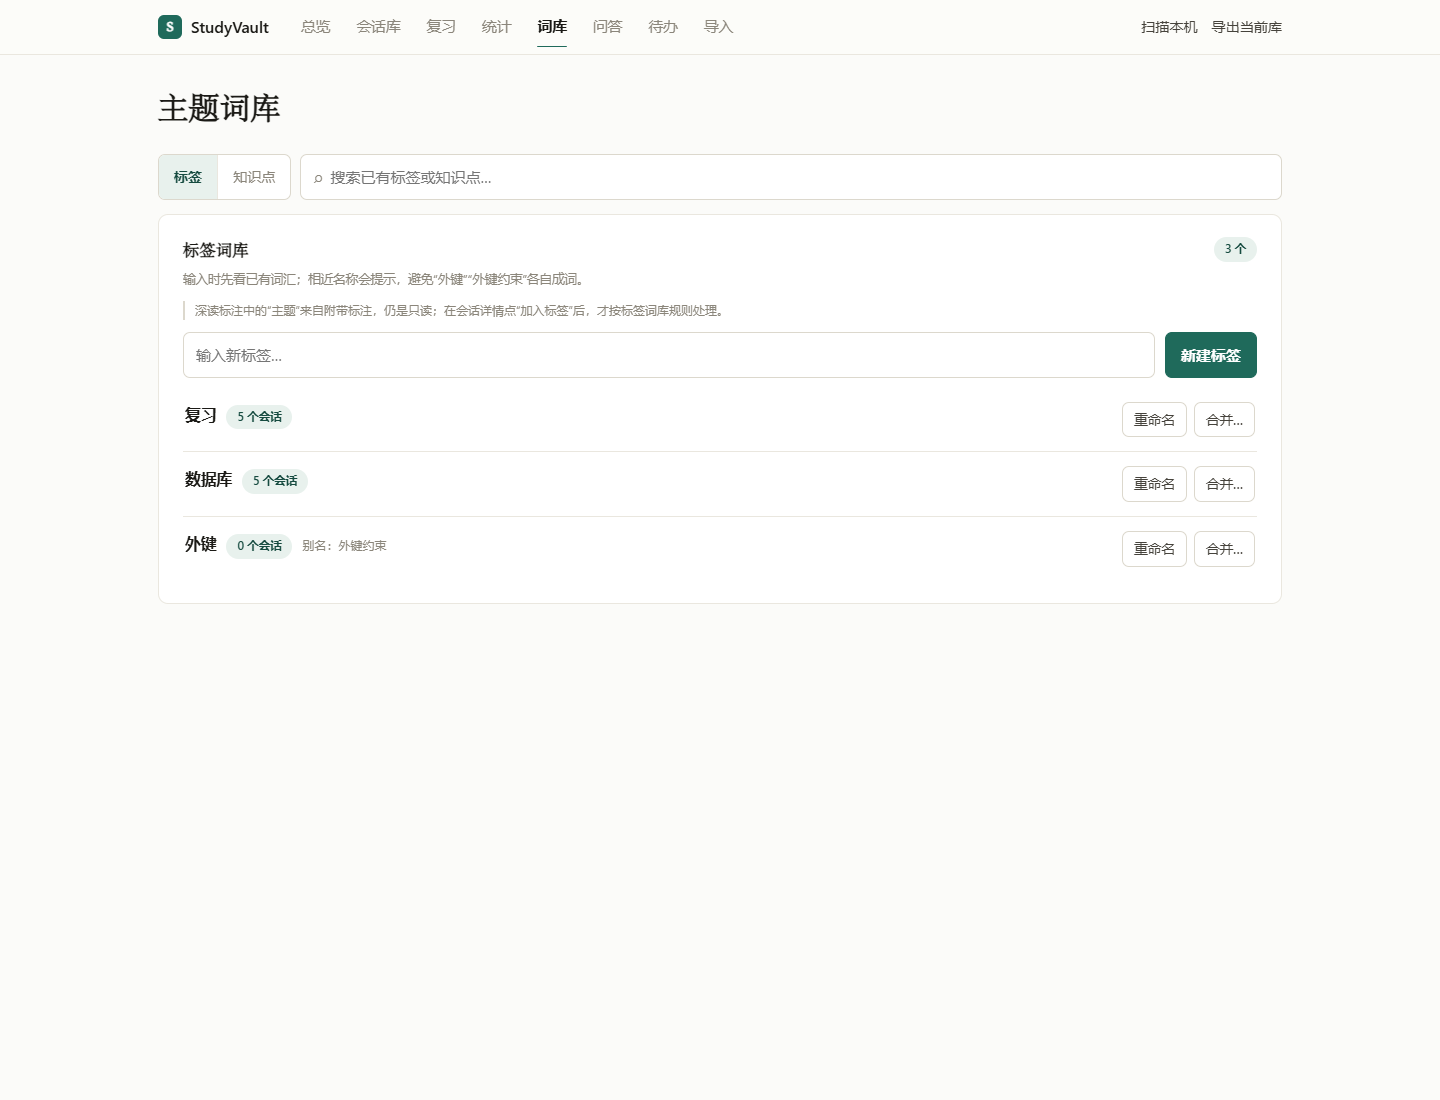 S StudyVault 总览 会话库 复习 统计 词库 问答 待办 导入 扫描本机 导出当前库
主题词库
标签 知识点 搜索已有标签或知识点...
标签词库 3 个
输入时先看已有词汇；相近名称会提示，避免“外键”“外键约束”各自成词。
深读标注中的“主题”来自附带标注，仍是只读；在会话详情点“加入标签”后，才按标签词库规则处理。
输入新标签... 新建标签
复习 5 个会话 重命名 合并...
数据库 5 个会话 重命名 合并...
外键 0 个会话 别名：外键约束 重命名 合并...